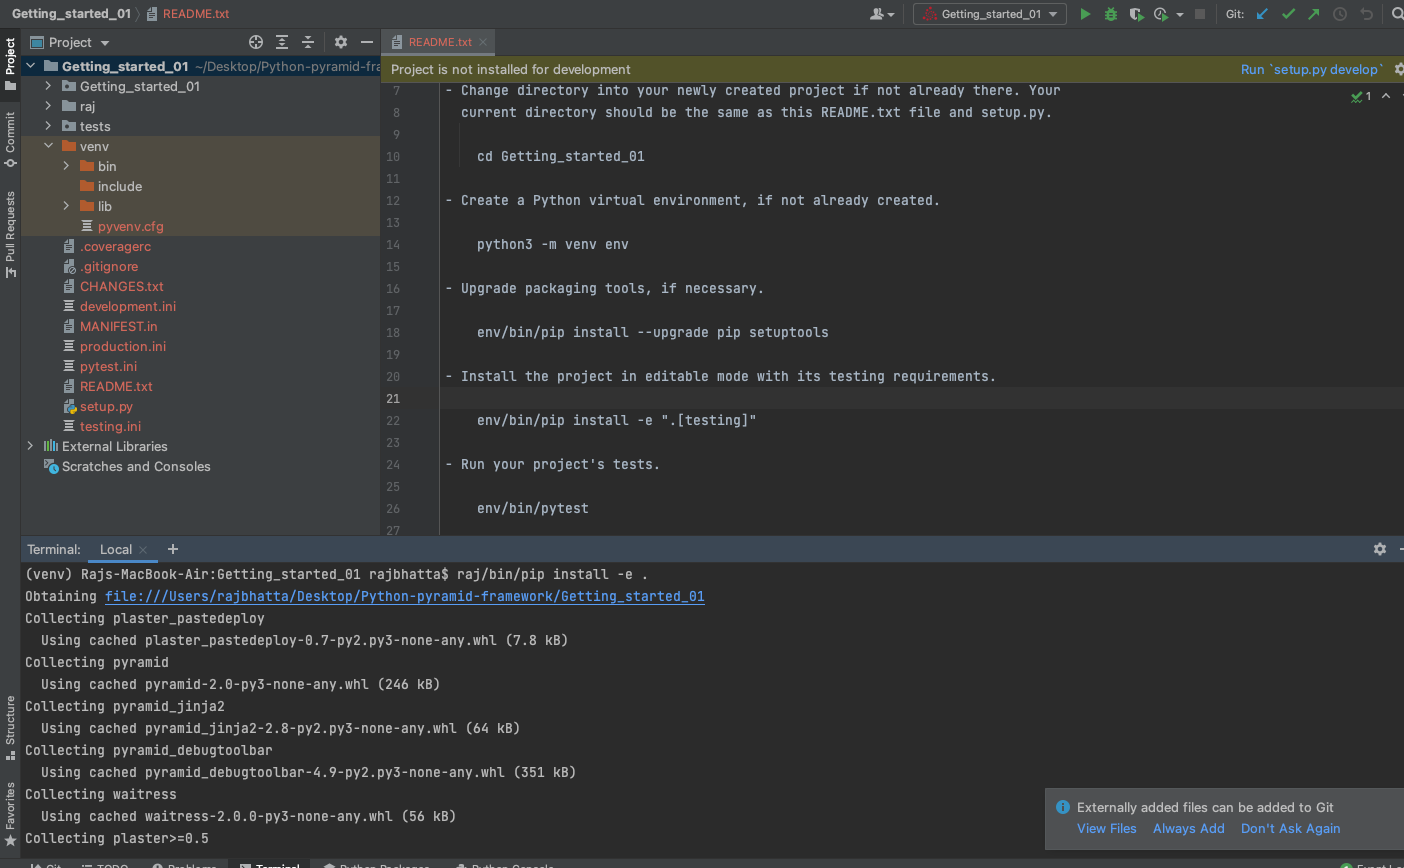 Getting_started_01 README.txt
Getting_started_01
Git:
Project
Project
README.txt
Getting_started_01 ~/Desktop/Python-pyramid-fra
Getting_started_01
raj
tests
venv
bin
include
lib
pyvenv.cfg
.coveragerc
.gitignore
CHANGES.txt
development.ini
MANIFEST.in
production.ini
pytest.ini
README.txt
setup.py
testing.ini
External Libraries
Scratches and Consoles
Commit
Pull Requests
Structure
Favorites
Project is not installed for development
Run `setup.py develop`
1
7 - Change directory into your newly created project if not already there. Your
8 current directory should be the same as this README.txt file and setup.py.
9
10 cd Getting_started_01
11
12 - Create a Python virtual environment, if not already created.
13
14 python3 -m venv env
15
16 - Upgrade packaging tools, if necessary.
17
18 env/bin/pip install --upgrade pip setuptools
19
20 - Install the project in editable mode with its testing requirements.
21
22 env/bin/pip install -e ".[testing]"
23
24 - Run your project's tests.
25
26 env/bin/pytest
27
Terminal: Local
(venv) Rajs-MacBook-Air:Getting_started_01 rajbhatta$ raj/bin/pip install -e .
Obtaining file:///Users/rajbhatta/Desktop/Python-pyramid-framework/Getting_started_01
Collecting plaster_pastedeploy
Using cached plaster_pastedeploy-0.7-py2.py3-none-any.whl (7.8 kB)
Collecting pyramid
Using cached pyramid-2.0-py3-none-any.whl (246 kB)
Collecting pyramid_jinja2
Using cached pyramid_jinja2-2.8-py2.py3-none-any.whl (64 kB)
Collecting pyramid_debugtoolbar
Using cached pyramid_debugtoolbar-4.9-py2.py3-none-any.whl (351 kB)
Collecting waitress
Using cached waitress-2.0.0-py3-none-any.whl (56 kB)
Collecting plaster>=0.5
Externally added files can be added to Git
View Files Always Add Don't Ask Again
Git TODO Problems Terminal Python Packages Python Console Event Lo